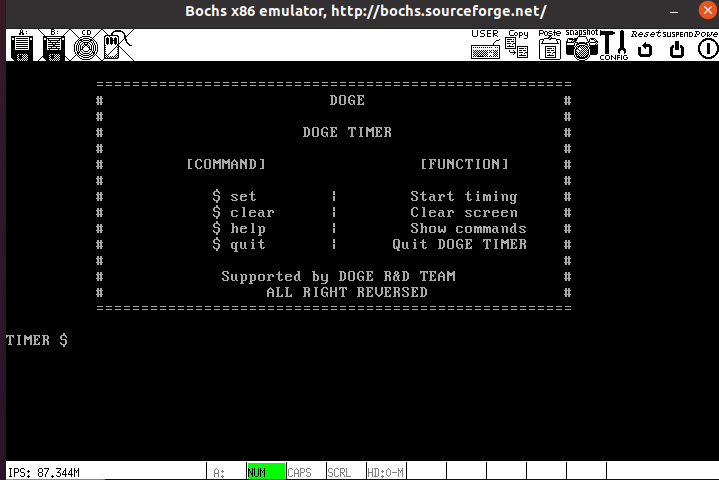 Bochs x86 emulator, http://bochs.sourceforge.net/
A: B: CD USER Copy Paste snapshot CONFIG Reset SUSPEND Power
===================================================
# DOGE #
# #
# DOGE TIMER #
# #
# [COMMAND] [FUNCTION] #
# #
# $ set ¦ Start timing #
# $ clear ¦ Clear screen #
# $ help ¦ Show commands #
# $ quit ¦ Quit DOGE TIMER #
# #
# Supported by DOGE R&D TEAM #
# ALL RIGHT REVERSED #
===================================================
TIMER $
IPS: 87.344M A: NUM CAPS SCRL HD:0-M